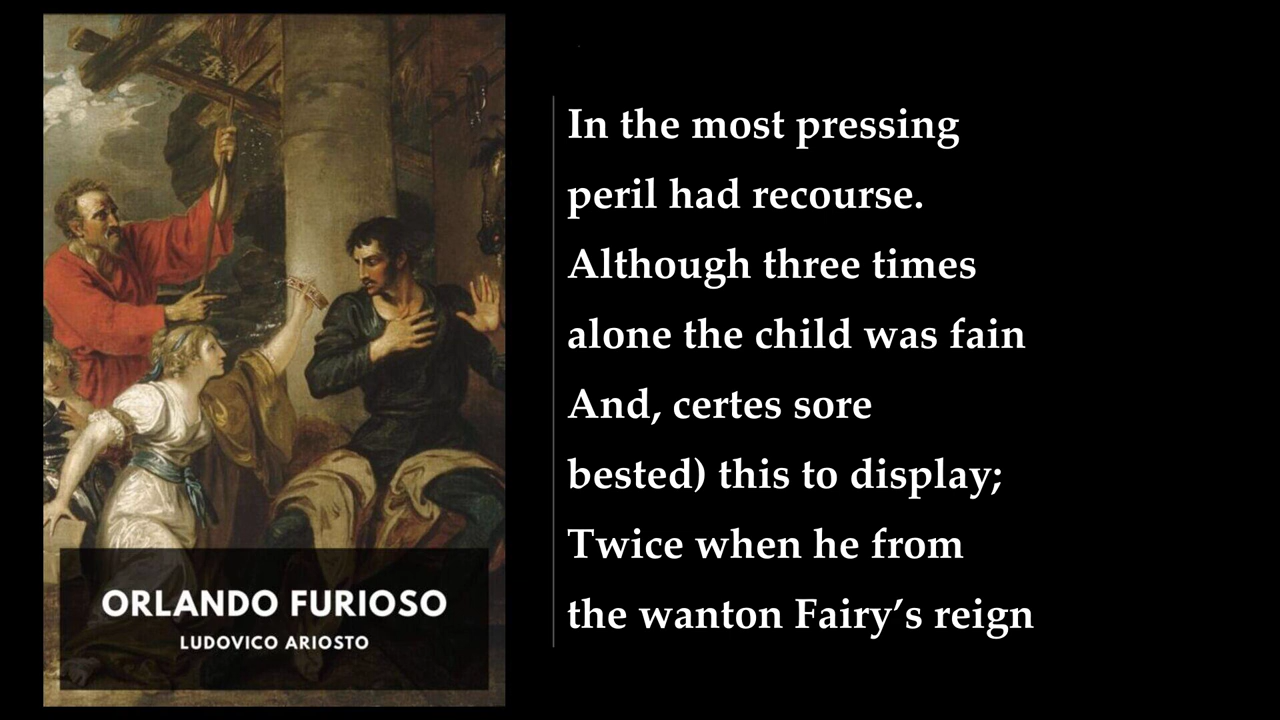 ORLANDO FURIOSO
LUDOVICO ARIOSTO
In the most pressing
peril had recourse.
Although three times
alone the child was fain
And, certes sore
bested) this to display;
Twice when he from
the wanton Fairy’s reign